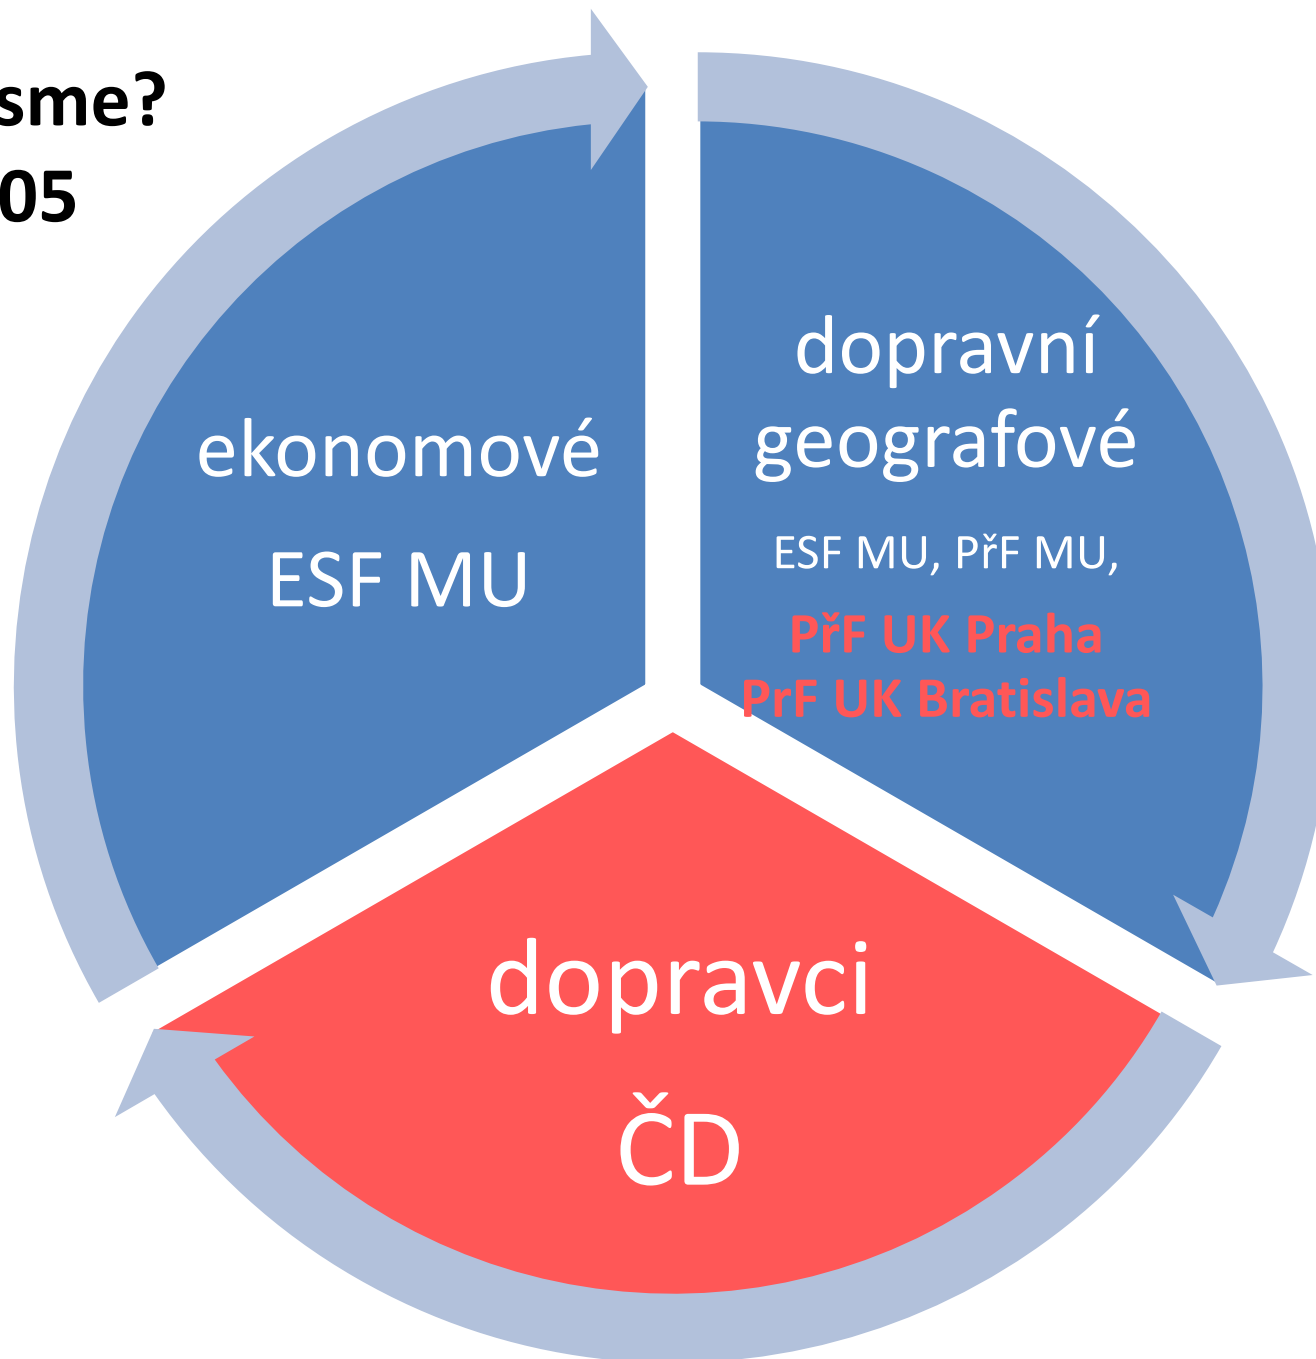 sme?
05
ekonomové
ESF MU
dopravní
geografové
ESF MU, PřF MU,
PřF UK Praha
PrF UK Bratislava
dopravci
ČD